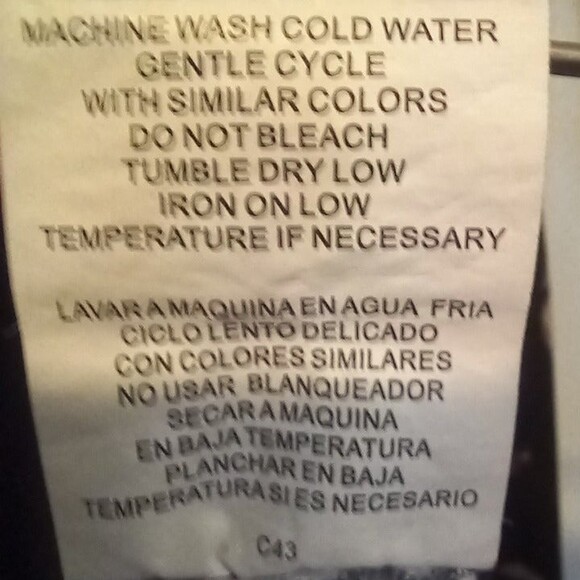 MACHINE WASH COLD WATER
GENTLE CYCLE
WITH SIMILAR COLORS
DO NOT BLEACH
TUMBLE DRY LOW
IRON ON LOW
TEMPERATURE IF NECESSARY
LAVAR A MAQUINA EN AGUA FRIA
CICLO LENTO DELICADO
CON COLORES SIMILARES
NO USAR BLANQUEADOR
SECAR A MAQUINA
EN BAJA TEMPERATURA
PLANCHAR EN BAJA
TEMPERATURA SI ES NECESARIO
C43